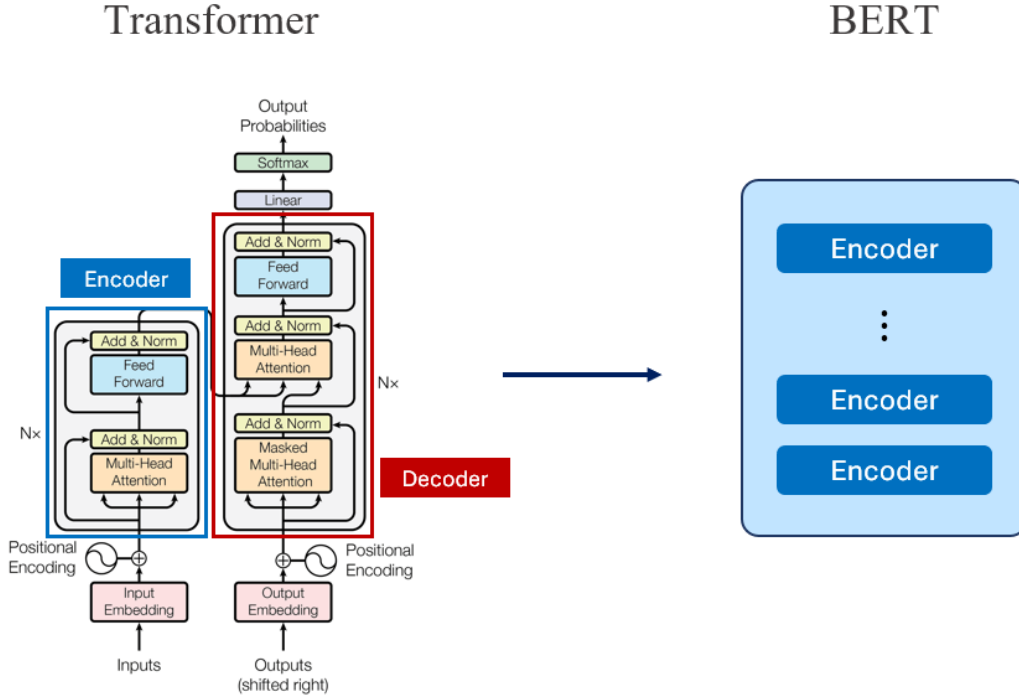 Transformer
BERT
Output
Probabilities
Softmax
Linear
Add & Norm
Feed
Forward
Add & Norm
Multi-Head
Attention
Nx
Add & Norm
Masked
Multi-Head
Attention
Decoder
Encoder
Add & Norm
Feed
Forward
Nx
Add & Norm
Multi-Head
Attention
Positional
Encoding
Input
Embedding
Inputs
Positional
Encoding
Output
Embedding
Outputs
(shifted right)
Encoder
Encoder
Encoder